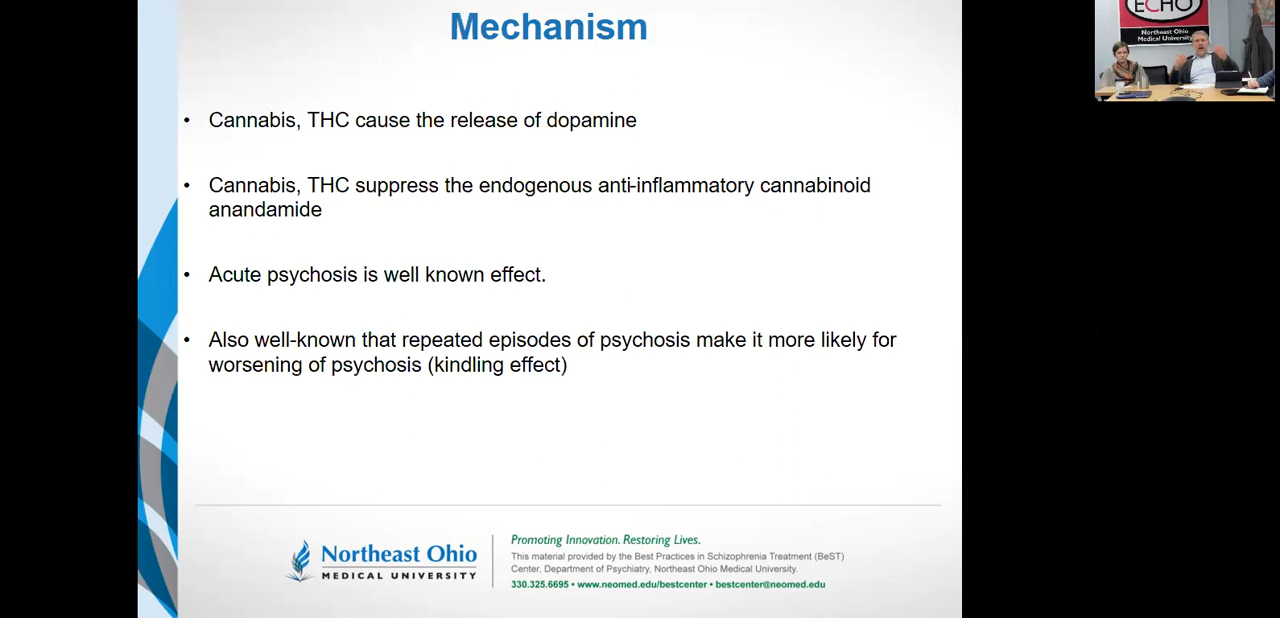 Mechanism
ECHO
Northeast Ohio
Medical University
• Cannabis, THC cause the release of dopamine
• Cannabis, THC suppress the endogenous anti-inflammatory cannabinoid
anandamide
• Acute psychosis is well known effect.
• Also well-known that repeated episodes of psychosis make it more likely for
worsening of psychosis (kindling effect)
Northeast Ohio
MEDICAL UNIVERSITY
Promoting Innovation. Restoring Lives.
This material provided by the Best Practices in Schizophrenia Treatment (BeST)
Center, Department of Psychiatry, Northeast Ohio Medical University.
330.325.6695 • www.neomed.edu/bestcenter • bestcenter@neomed.edu